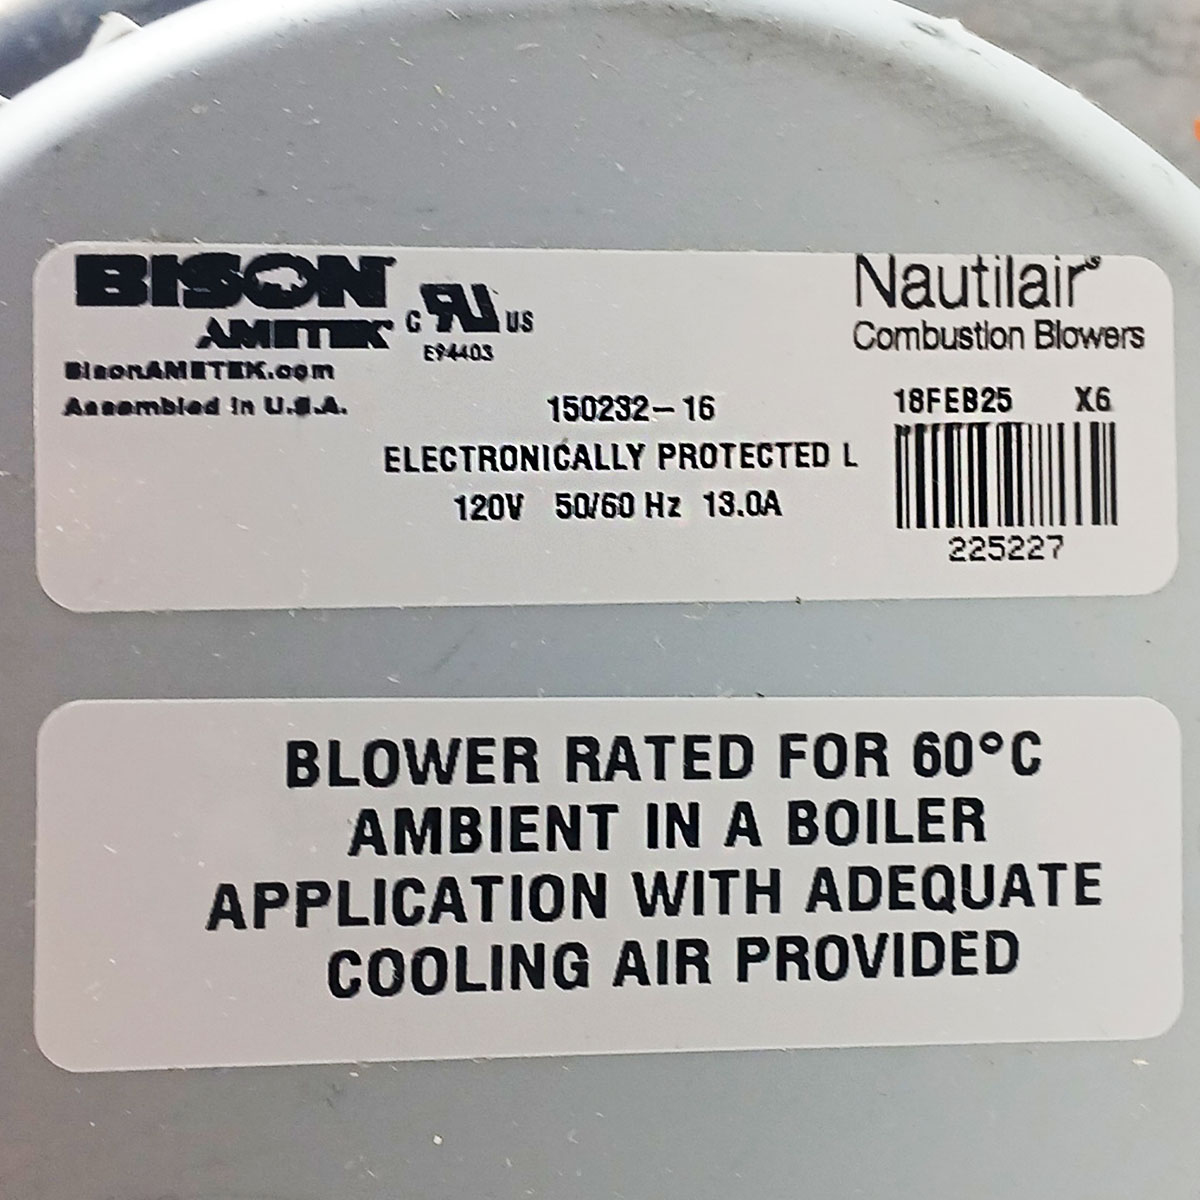 BISON
AMETEK
BisonAMETEK.com
Assembled in U.S.A.
C RU US
E94403
Nautilair®
Combustion Blowers
150232-16
ELECTRONICALLY PROTECTED L
120V 50/60 Hz 13.0A
18FEB25 X6
225227
BLOWER RATED FOR 60°C
AMBIENT IN A BOILER
APPLICATION WITH ADEQUATE
COOLING AIR PROVIDED